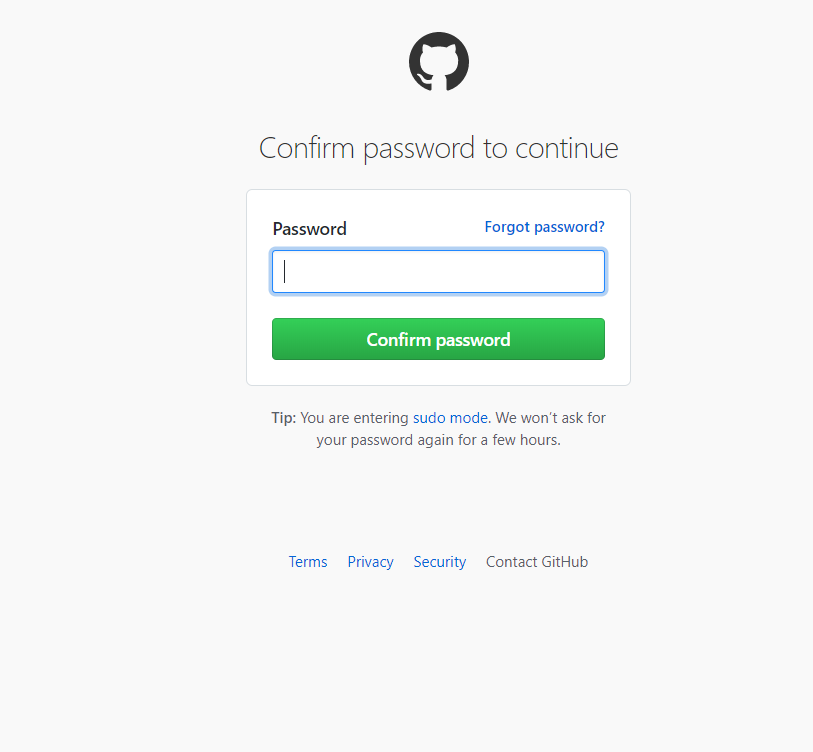 Confirm password to continue
Password
Forgot password?
Confirm password
Tip: You are entering sudo mode. We won’t ask for
your password again for a few hours.
Terms Privacy Security Contact GitHub